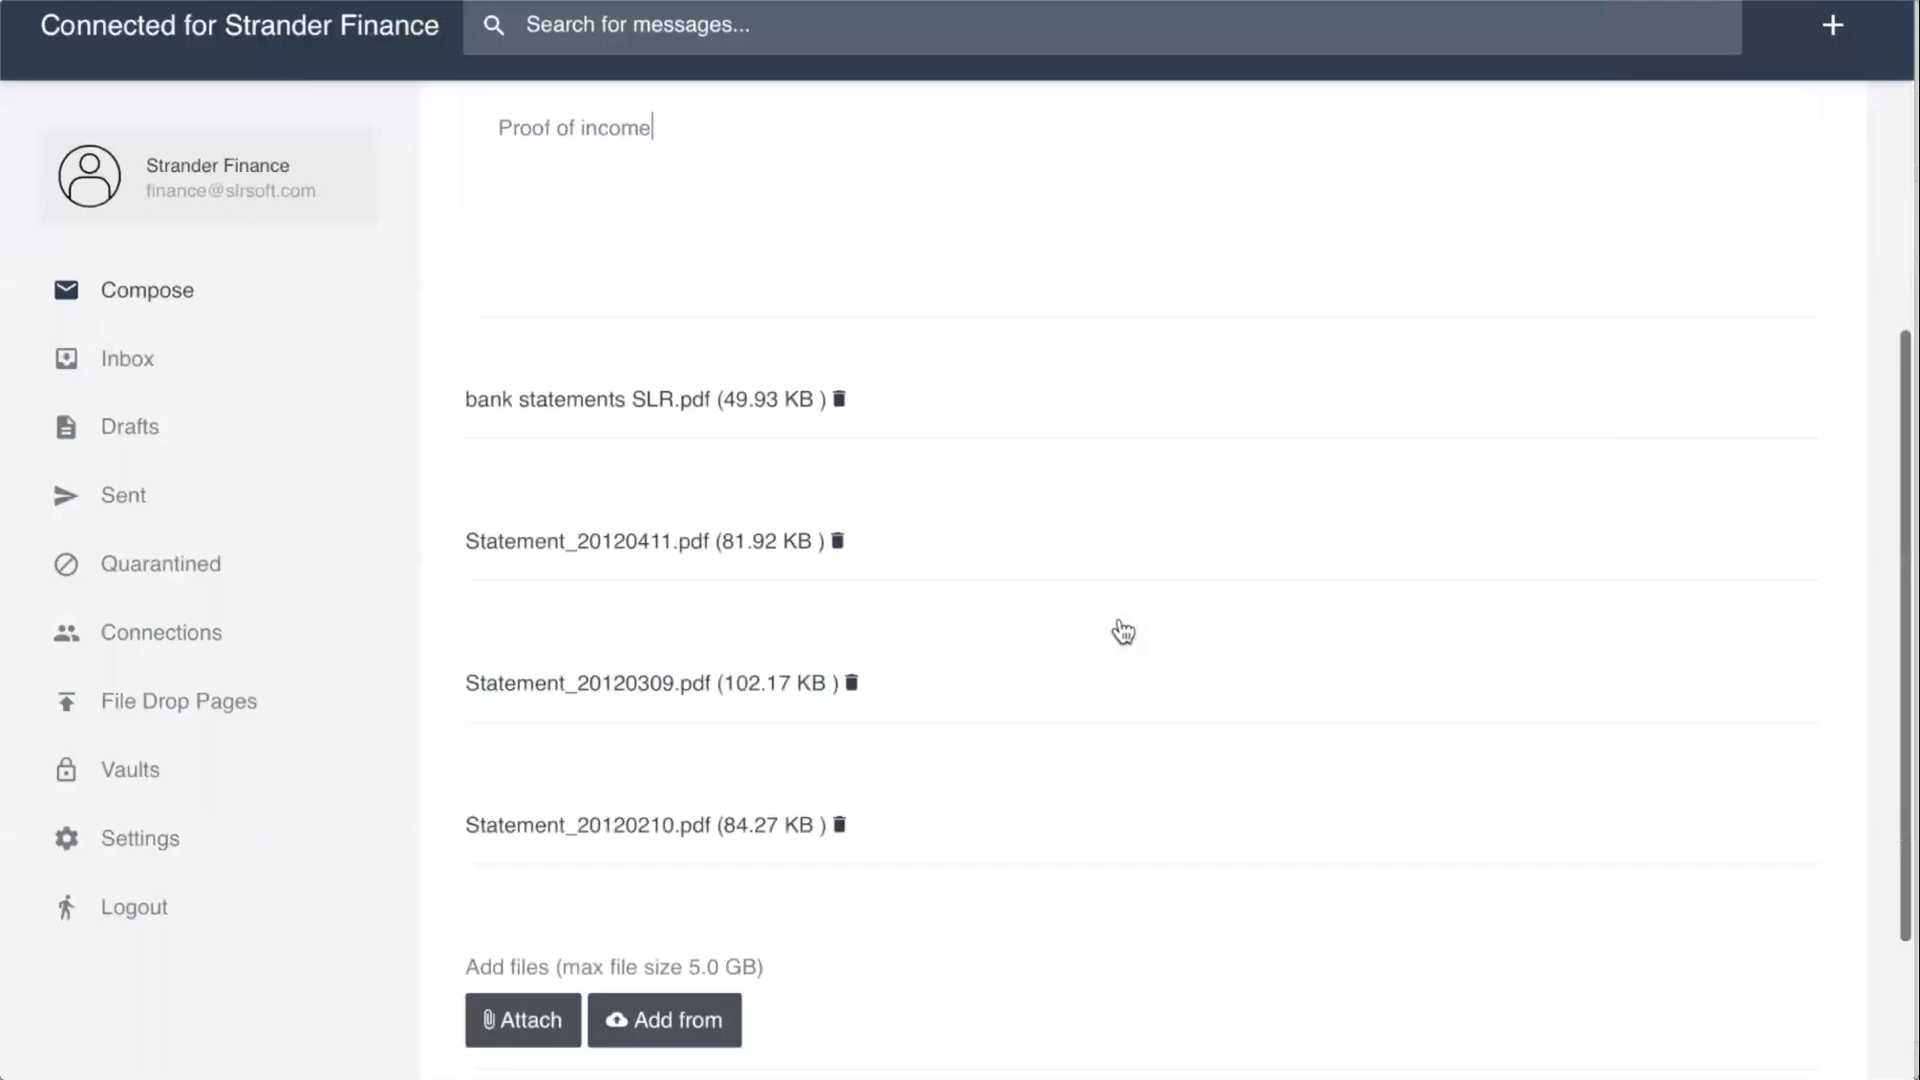 Connected for Strander Finance
Search for messages...
+
Strander Finance
finance@slrsoft.com
Compose
Inbox
Drafts
Sent
Quarantined
Connections
File Drop Pages
Vaults
Settings
Logout
Proof of income
bank statements SLR.pdf (49.93 KB )
Statement_20120411.pdf (81.92 KB )
Statement_20120309.pdf (102.17 KB )
Statement_20120210.pdf (84.27 KB )
Add files (max file size 5.0 GB)
Attach
Add from